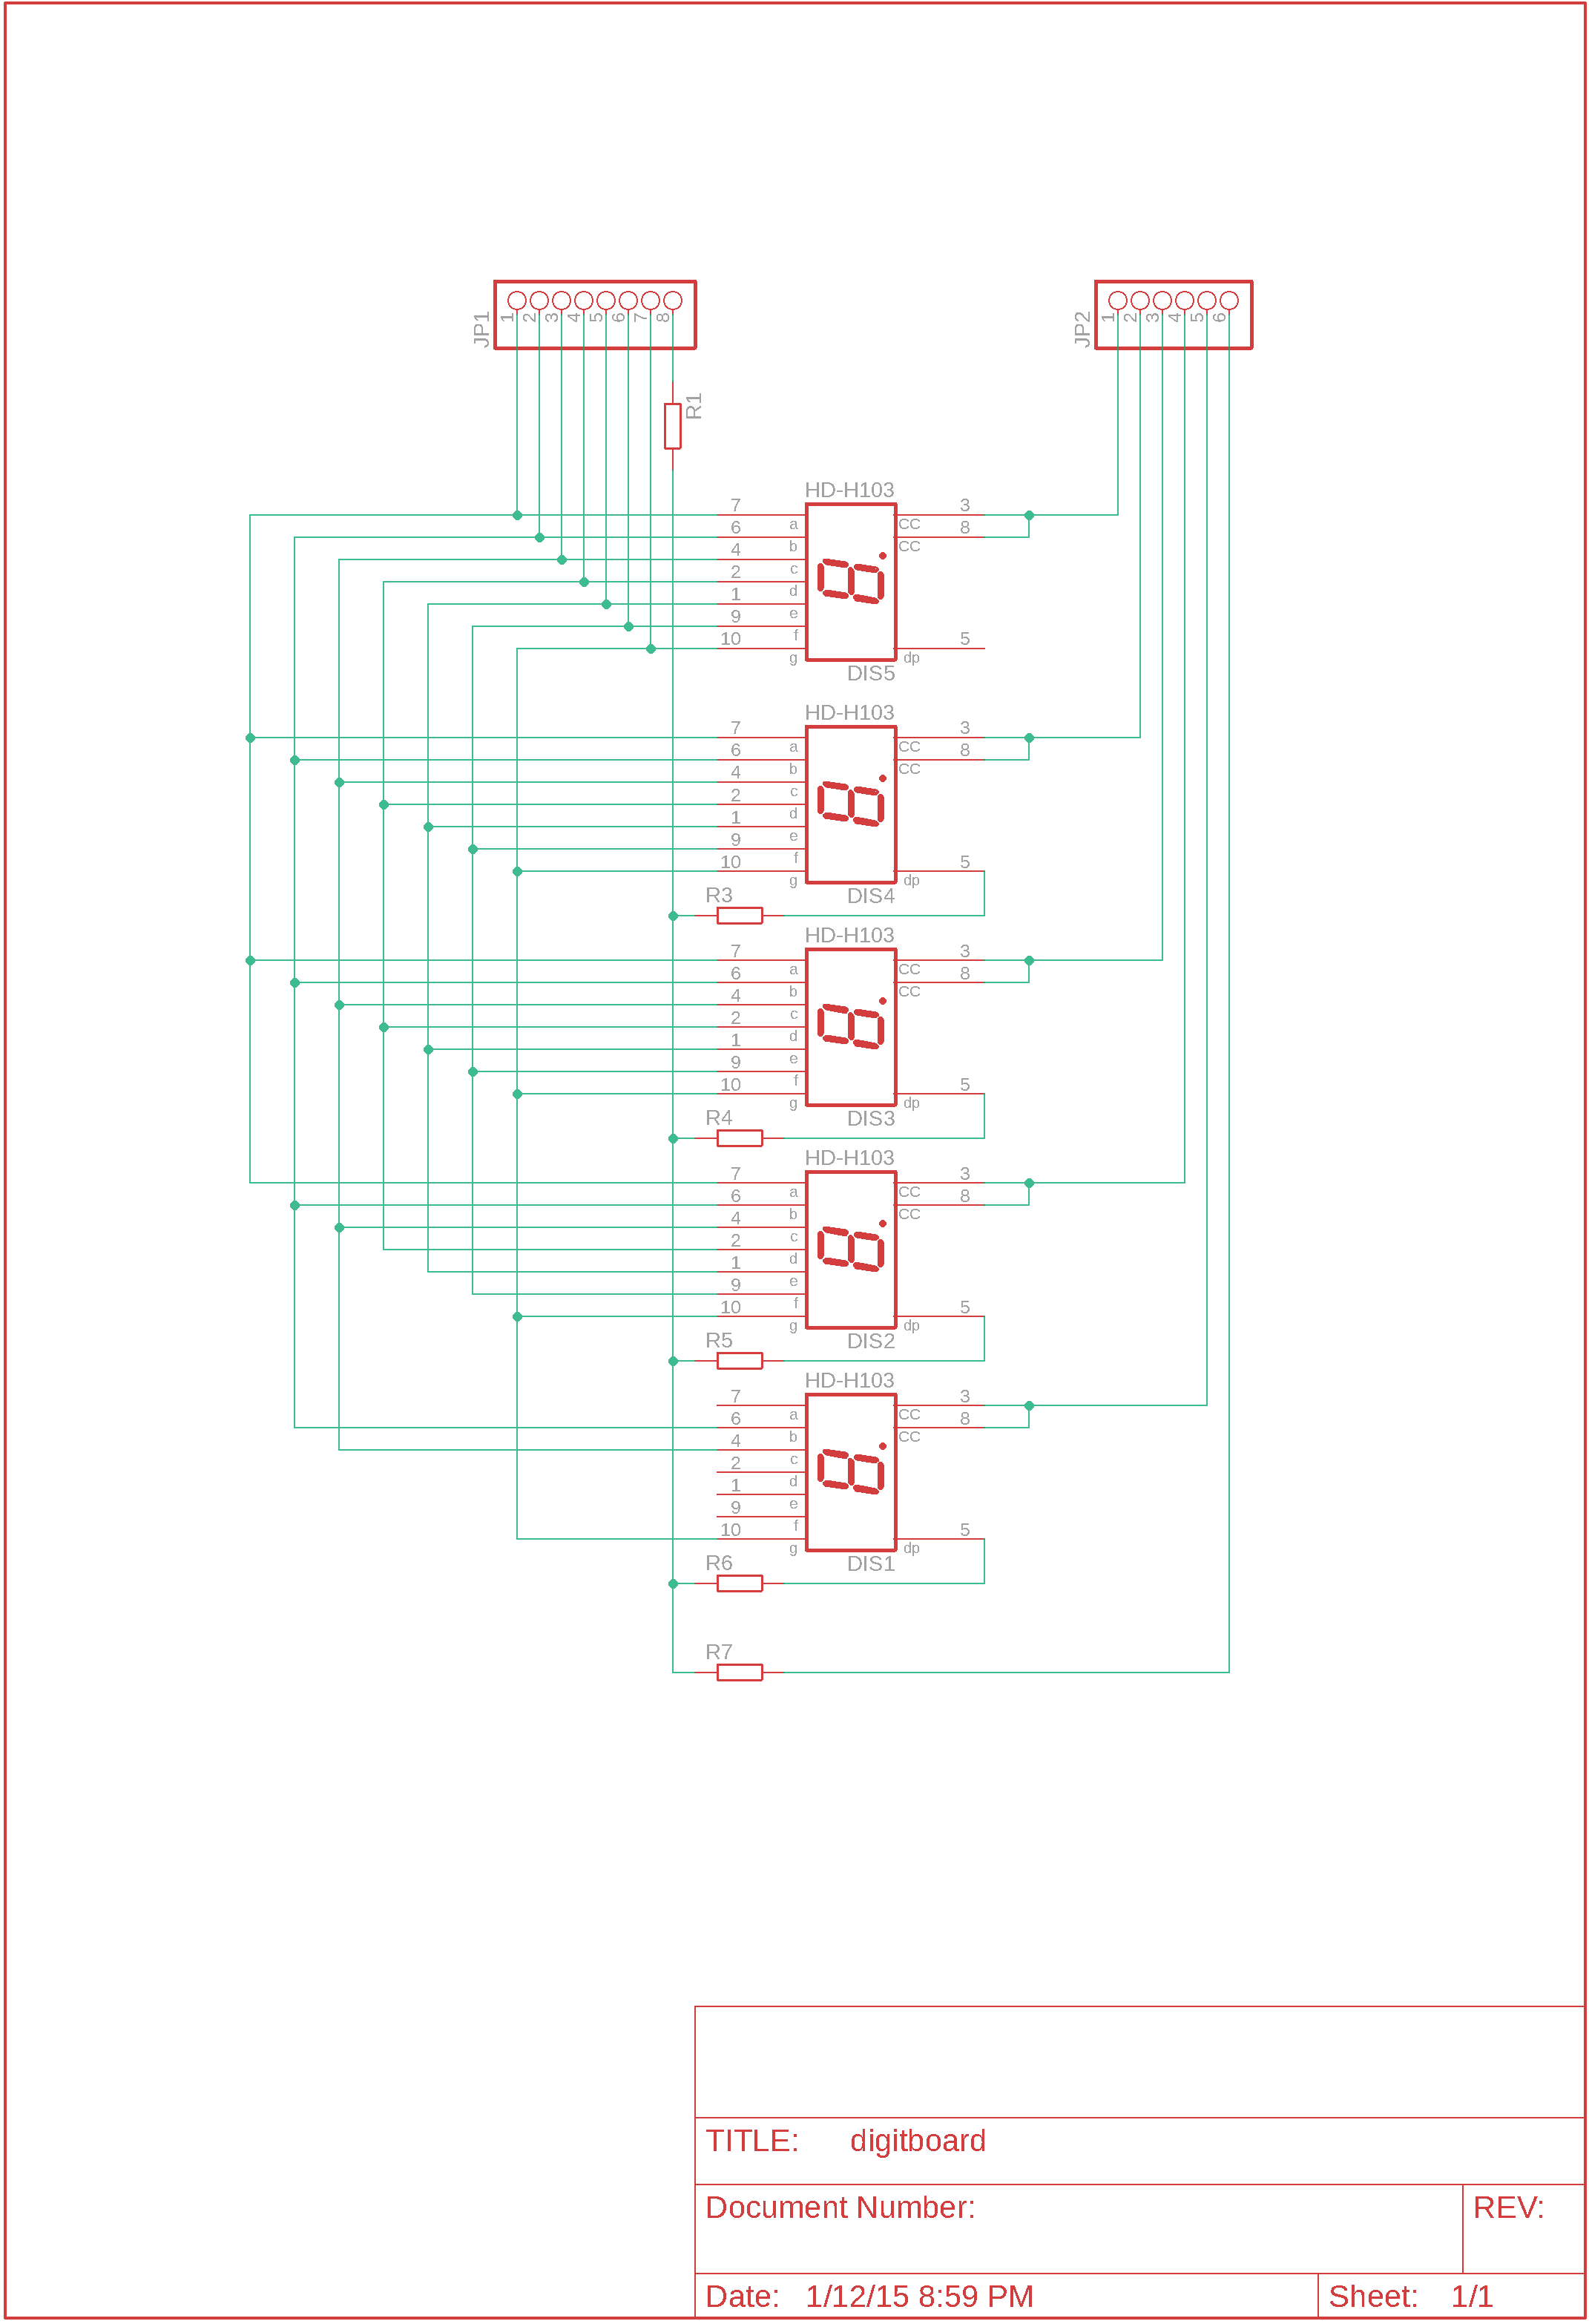 JP1
1 2 3 4 5 6 7 8
JP2
1 2 3 4 5 6
R1
HD-H103
7 a 3 CC
6 b 8 CC
4 c
2 d
1 e
9 f
10 g 5 dp
DIS5
HD-H103
7 a 3 CC
6 b 8 CC
4 c
2 d
1 e
9 f
10 g 5 dp
R3
DIS4
HD-H103
7 a 3 CC
6 b 8 CC
4 c
2 d
1 e
9 f
10 g 5 dp
R4
DIS3
HD-H103
7 a 3 CC
6 b 8 CC
4 c
2 d
1 e
9 f
10 g 5 dp
R5
DIS2
HD-H103
7 a 3 CC
6 b 8 CC
4 c
2 d
1 e
9 f
10 g 5 dp
R6
DIS1
R7
TITLE: digitboard
Document Number: REV:
Date: 1/12/15 8:59 PM Sheet: 1/1